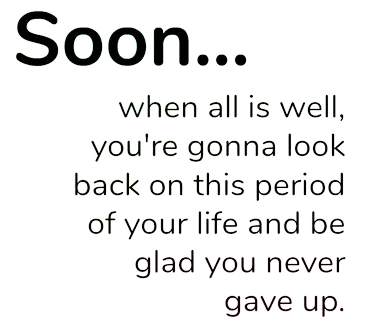 Soon...
when all is well,
you're gonna look
back on this period
of your life and be
glad you never
gave up.